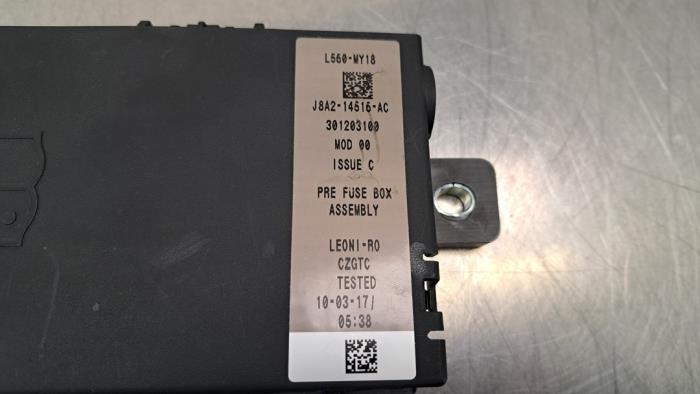 L560-MY18
J8A2-14516-AC
301203100
MOD 00
ISSUE C
PRE FUSE BOX
ASSEMBLY
LEONI-RO
CZGTC
TESTED
10-03-17/
05:38